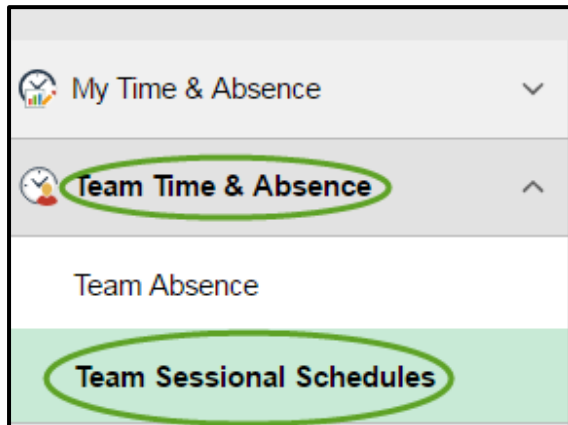 My Time & Absence
Team Time & Absence
Team Absence
Team Sessional Schedules